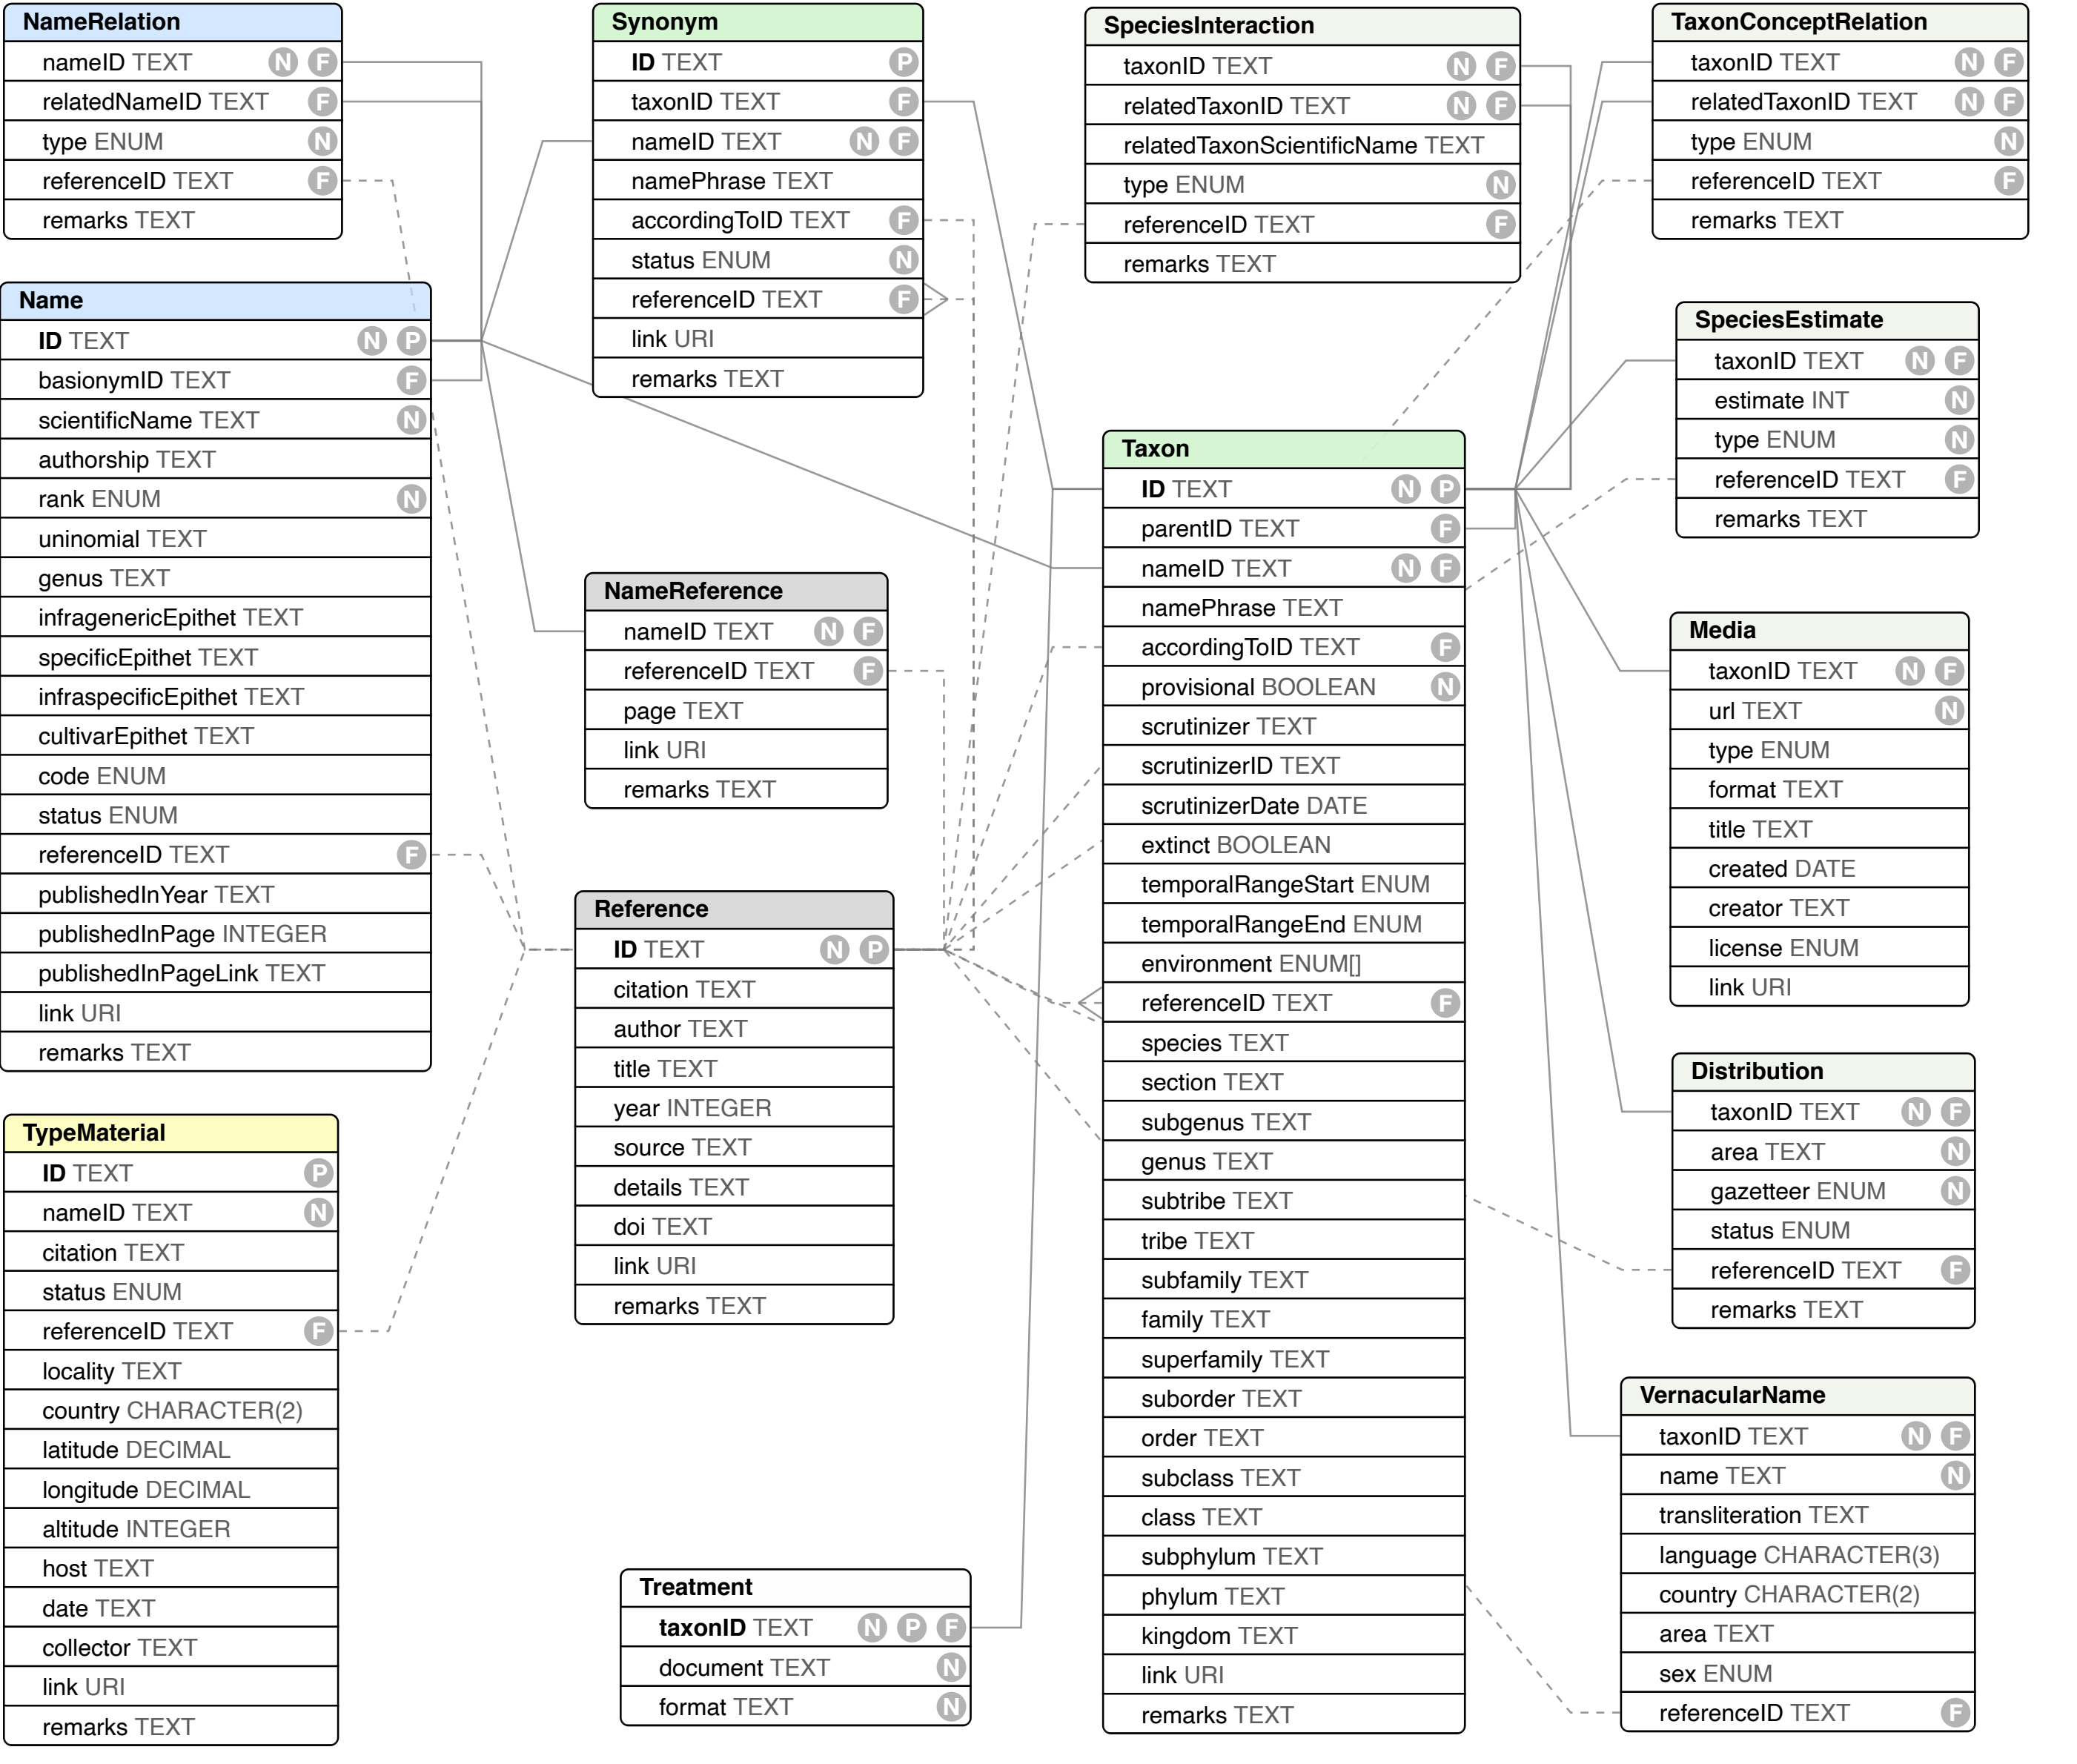 NameRelation
nameID TEXT N F
relatedNameID TEXT F
type ENUM N
referenceID TEXT F
remarks TEXT
Name
ID TEXT N P
basionymID TEXT F
scientificName TEXT N
authorship TEXT
rank ENUM N
uninomial TEXT
genus TEXT
infragenericEpithet TEXT
specificEpithet TEXT
infraspecificEpithet TEXT
cultivarEpithet TEXT
code ENUM
status ENUM
referenceID TEXT F
publishedInYear TEXT
publishedInPage INTEGER
publishedInPageLink TEXT
link URI
remarks TEXT
TypeMaterial
ID TEXT P
nameID TEXT N
citation TEXT
status ENUM
referenceID TEXT F
locality TEXT
country CHARACTER(2)
latitude DECIMAL
longitude DECIMAL
altitude INTEGER
host TEXT
date TEXT
collector TEXT
link URI
remarks TEXT
Synonym
ID TEXT P
taxonID TEXT F
nameID TEXT N F
namePhrase TEXT
accordingToID TEXT F
status ENUM N
referenceID TEXT F
link URI
remarks TEXT
NameReference
nameID TEXT N F
referenceID TEXT F
page TEXT
link URI
remarks TEXT
Reference
ID TEXT N P
citation TEXT
author TEXT
title TEXT
year INTEGER
source TEXT
details TEXT
doi TEXT
link URI
remarks TEXT
Treatment
taxonID TEXT N P F
document TEXT N
format TEXT N
SpeciesInteraction
taxonID TEXT N F
relatedTaxonID TEXT N F
relatedTaxonScientificName TEXT
type ENUM N
referenceID TEXT F
remarks TEXT
Taxon
ID TEXT N P
parentID TEXT F
nameID TEXT N F
namePhrase TEXT
accordingToID TEXT F
provisional BOOLEAN N
scrutinizer TEXT
scrutinizerID TEXT
scrutinizerDate DATE
extinct BOOLEAN
temporalRangeStart ENUM
temporalRangeEnd ENUM
environment ENUM[]
referenceID TEXT F
species TEXT
section TEXT
subgenus TEXT
genus TEXT
subtribe TEXT
tribe TEXT
subfamily TEXT
family TEXT
superfamily TEXT
suborder TEXT
order TEXT
subclass TEXT
class TEXT
subphylum TEXT
phylum TEXT
kingdom TEXT
link URI
remarks TEXT
TaxonConceptRelation
taxonID TEXT N F
relatedTaxonID TEXT N F
type ENUM N
referenceID TEXT F
remarks TEXT
SpeciesEstimate
taxonID TEXT N F
estimate INT N
type ENUM N
referenceID TEXT F
remarks TEXT
Media
taxonID TEXT N F
url TEXT N
type ENUM
format TEXT
title TEXT
created DATE
creator TEXT
license ENUM
link URI
Distribution
taxonID TEXT N F
area TEXT N
gazetteer ENUM N
status ENUM
referenceID TEXT F
remarks TEXT
VernacularName
taxonID TEXT N F
name TEXT N
transliteration TEXT
language CHARACTER(3)
country CHARACTER(2)
area TEXT
sex ENUM
referenceID TEXT F